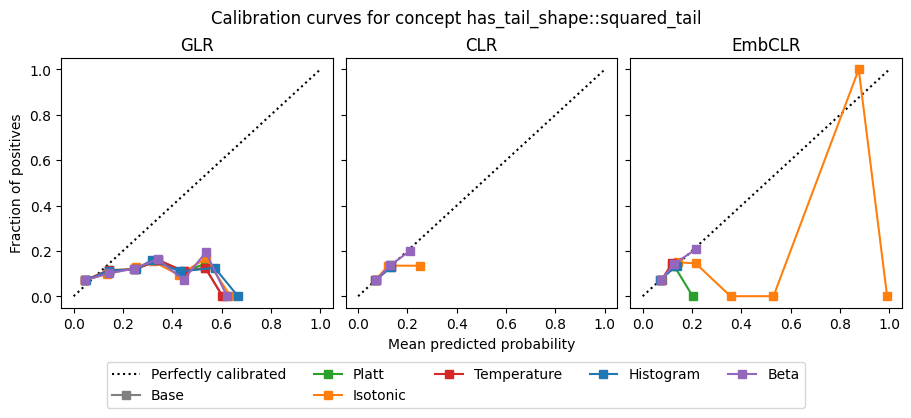 Calibration curves for concept has_tail_shape::squared_tail
GLR
CLR
EmbCLR
Fraction of positives
1.0
0.8
0.6
0.4
0.2
0.0
0.0 0.2 0.4 0.6 0.8 1.0
0.0 0.2 0.4 0.6 0.8 1.0
0.0 0.2 0.4 0.6 0.8 1.0
Mean predicted probability
Perfectly calibrated Platt Temperature Histogram Beta
Base Isotonic